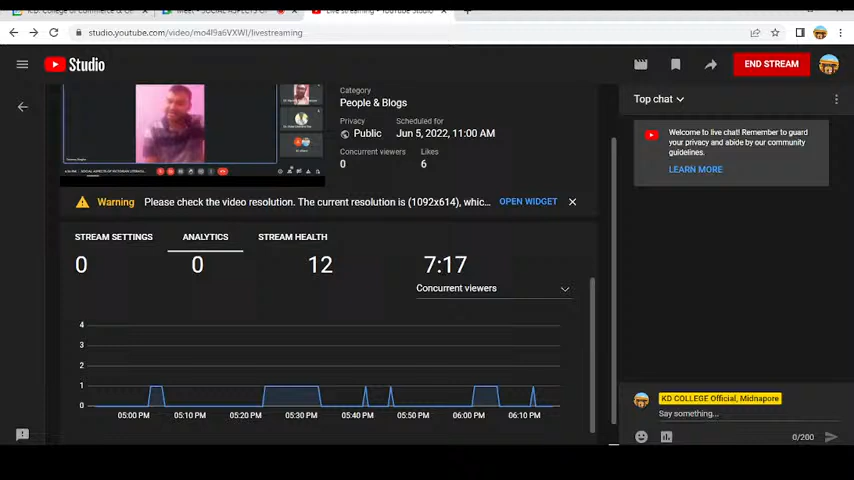 Live streaming - YouTube Studio
studio.youtube.com/video/mo4I9a6VXWI/livestreaming
Studio
END STREAM
Category
People & Blogs
Privacy
Scheduled for
Public
Jun 5, 2022, 11:00 AM
Concurrent viewers
Likes
0
6
Warning
Please check the video resolution. The current resolution is (1092x614), whic...
OPEN WIDGET
STREAM SETTINGS
ANALYTICS
STREAM HEALTH
0
0
12
7:17
Concurrent viewers
4
3
2
1
0
05:00 PM
05:10 PM
05:20 PM
05:30 PM
05:40 PM
05:50 PM
06:00 PM
06:10 PM
Top chat
Welcome to live chat! Remember to guard
your privacy and abide by our community
guidelines.
LEARN MORE
KD COLLEGE Official, Midnapore
Say something...
0/200